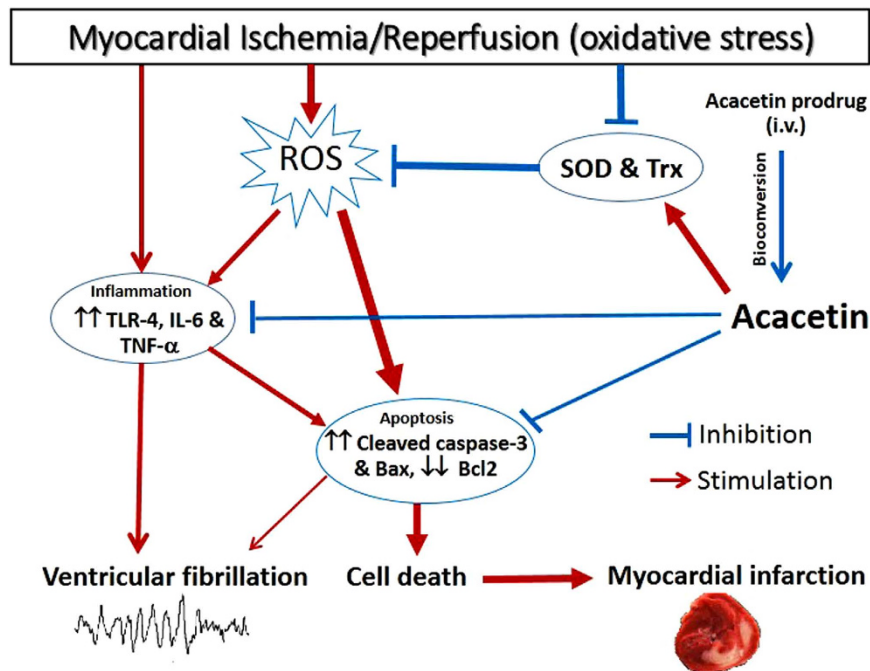 Myocardial Ischemia/Reperfusion (oxidative stress)
Acacetin prodrug
(i.v.)
ROS
SOD & Trx
Bioconversion
Inflammation
↑↑ TLR-4, IL-6 &
TNF-α
Acacetin
Apoptosis
↑↑ Cleaved caspase-3
& Bax, ↓↓ Bcl2
Inhibition
Stimulation
Ventricular fibrillation
Cell death
Myocardial infarction